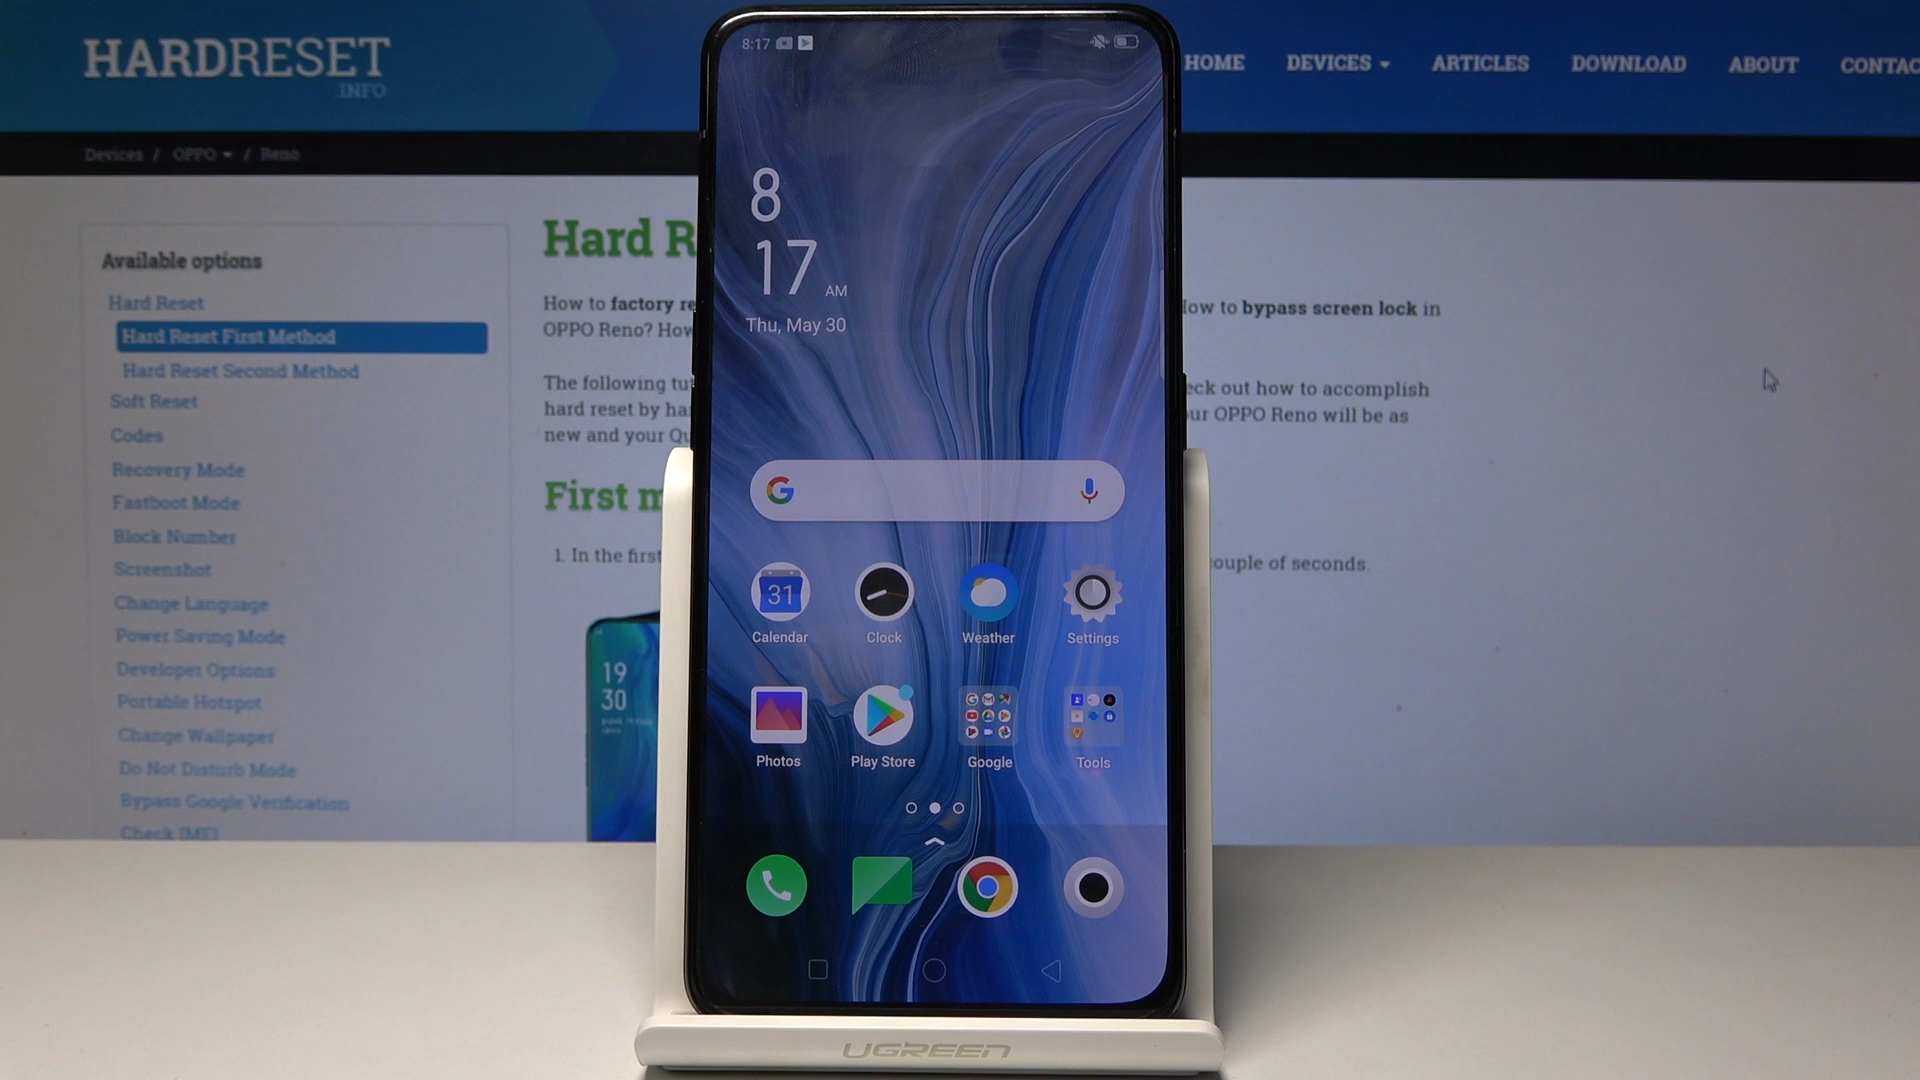 HARDRESET
.INFO
HOME DEVICES ARTICLES DOWNLOAD ABOUT CONTAC
Devices / OPPO / Reno
Available options
Hard Reset
Hard Reset First Method
Hard Reset Second Method
Soft Reset
Codes
Recovery Mode
Fastboot Mode
Block Number
Screenshot
Change Language
Power Saving Mode
Developer Options
Portable Hotspot
Change Wallpaper
Do Not Disturb Mode
Bypass Google Verification
Check IMEI
Hard R
How to factory re
OPPO Reno? How
The following tu
hard reset by ha
new and your Qu
First m
1. In the first
19
30
low to bypass screen lock in
eck out how to accomplish
ur OPPO Reno will be as
couple of seconds.
8:17
8
17 AM
Thu, May 30
G
31
Calendar Clock Weather Settings
Photos Play Store Google Tools
UGREEN